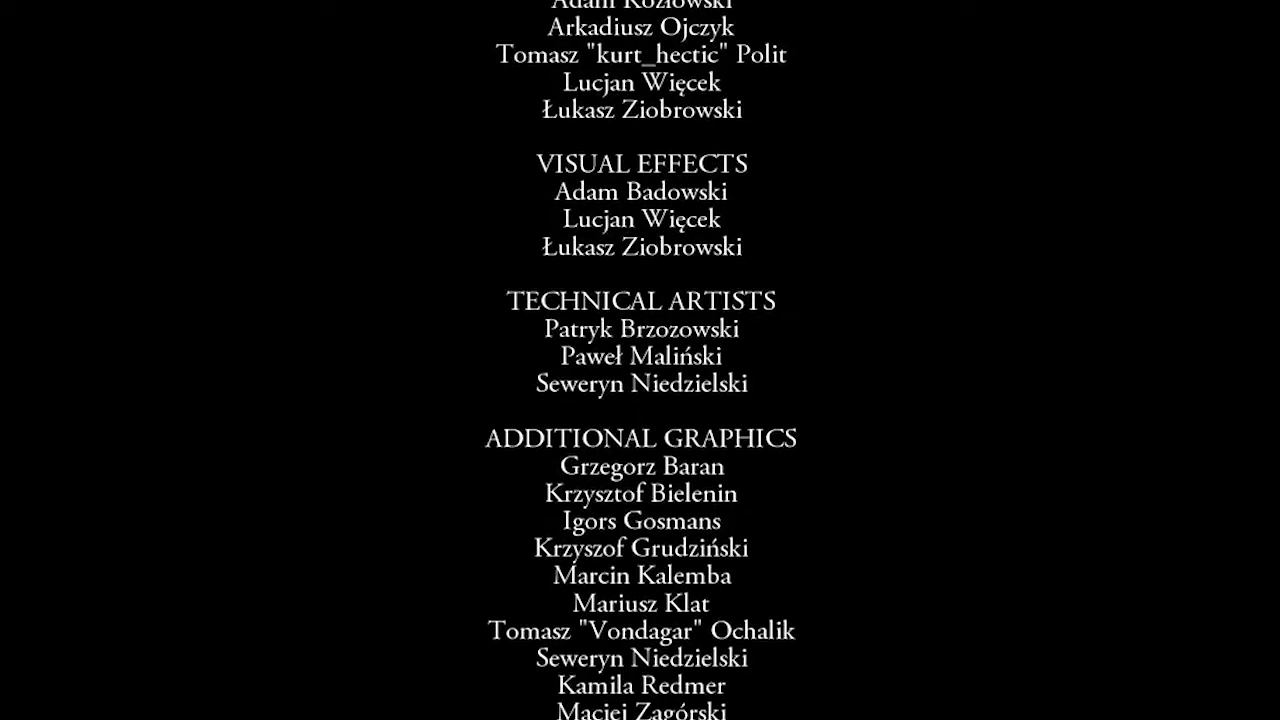 Adam Kozłowski
Arkadiusz Ojczyk
Tomasz "kurt_hectic" Polit
Lucjan Więcek
Łukasz Ziobrowski
VISUAL EFFECTS
Adam Badowski
Lucjan Więcek
Łukasz Ziobrowski
TECHNICAL ARTISTS
Patryk Brzozowski
Paweł Maliński
Seweryn Niedzielski
ADDITIONAL GRAPHICS
Grzegorz Baran
Krzysztof Bielenin
Igors Gosmans
Krzyszof Grudziński
Marcin Kalemba
Mariusz Klat
Tomasz "Vondagar" Ochalik
Seweryn Niedzielski
Kamila Redmer
Maciej Zagórski